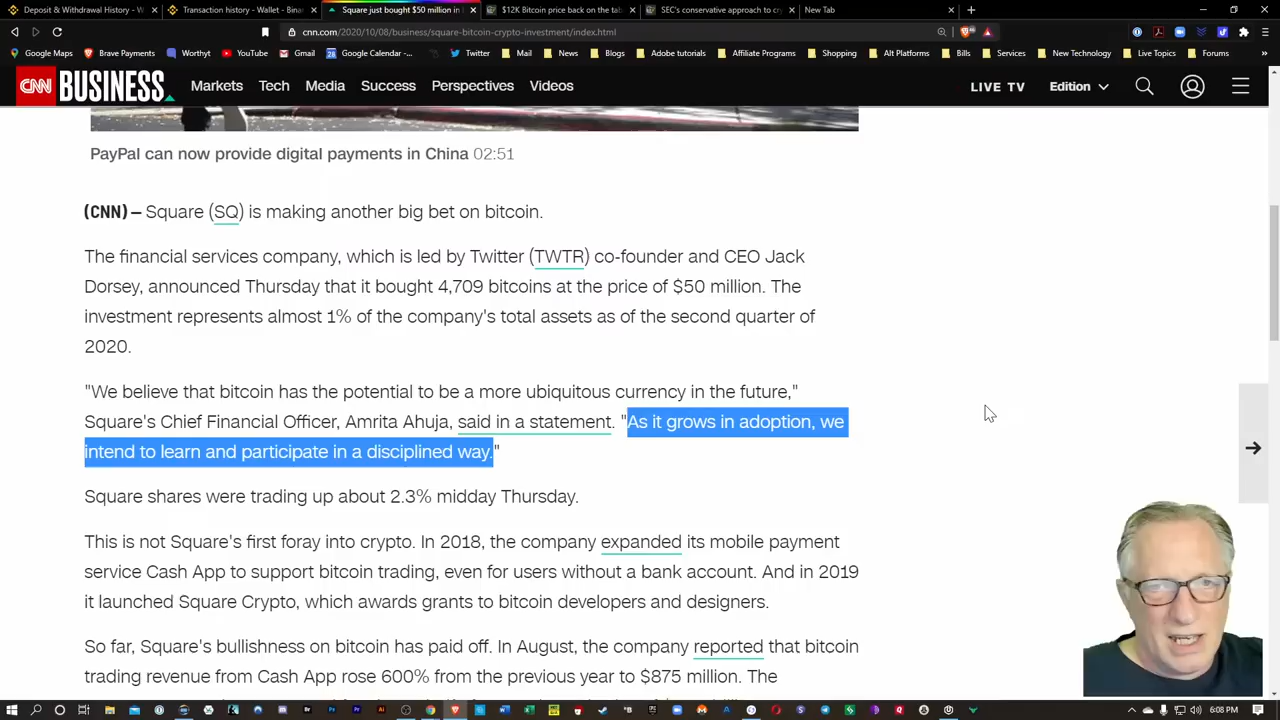 Deposit & Withdrawal History - W
Transaction history - Wallet - Binan
Square just bought $50 million in
$12K Bitcoin price back on the tab
SEC's conservative approach to cr
New Tab
cnn.com/2020/10/08/business/square-bitcoin-crypto-investment/index.html
Google Maps
Brave Payments
Worthyt
YouTube
Gmail
Google Calendar -...
Twitter
Mail
News
Blogs
Adobe tutorials
Affiliate Programs
Shopping
Alt Platforms
Bills
Services
New Technology
Live Topics
Forums
CNN BUSINESS
Markets
Tech
Media
Success
Perspectives
Videos
LIVE TV
Edition
PayPal can now provide digital payments in China 02:51
(CNN) — Square (SQ) is making another big bet on bitcoin.
The financial services company, which is led by Twitter (TWTR) co-founder and CEO Jack
Dorsey, announced Thursday that it bought 4,709 bitcoins at the price of $50 million. The
investment represents almost 1% of the company's total assets as of the second quarter of
2020.
"We believe that bitcoin has the potential to be a more ubiquitous currency in the future,"
Square's Chief Financial Officer, Amrita Ahuja, said in a statement. "As it grows in adoption, we
intend to learn and participate in a disciplined way."
Square shares were trading up about 2.3% midday Thursday.
This is not Square's first foray into crypto. In 2018, the company expanded its mobile payment
service Cash App to support bitcoin trading, even for users without a bank account. And in 2019
it launched Square Crypto, which awards grants to bitcoin developers and designers.
So far, Square's bullishness on bitcoin has paid off. In August, the company reported that bitcoin
trading revenue from Cash App rose 600% from the previous year to $875 million. The
6:08 PM